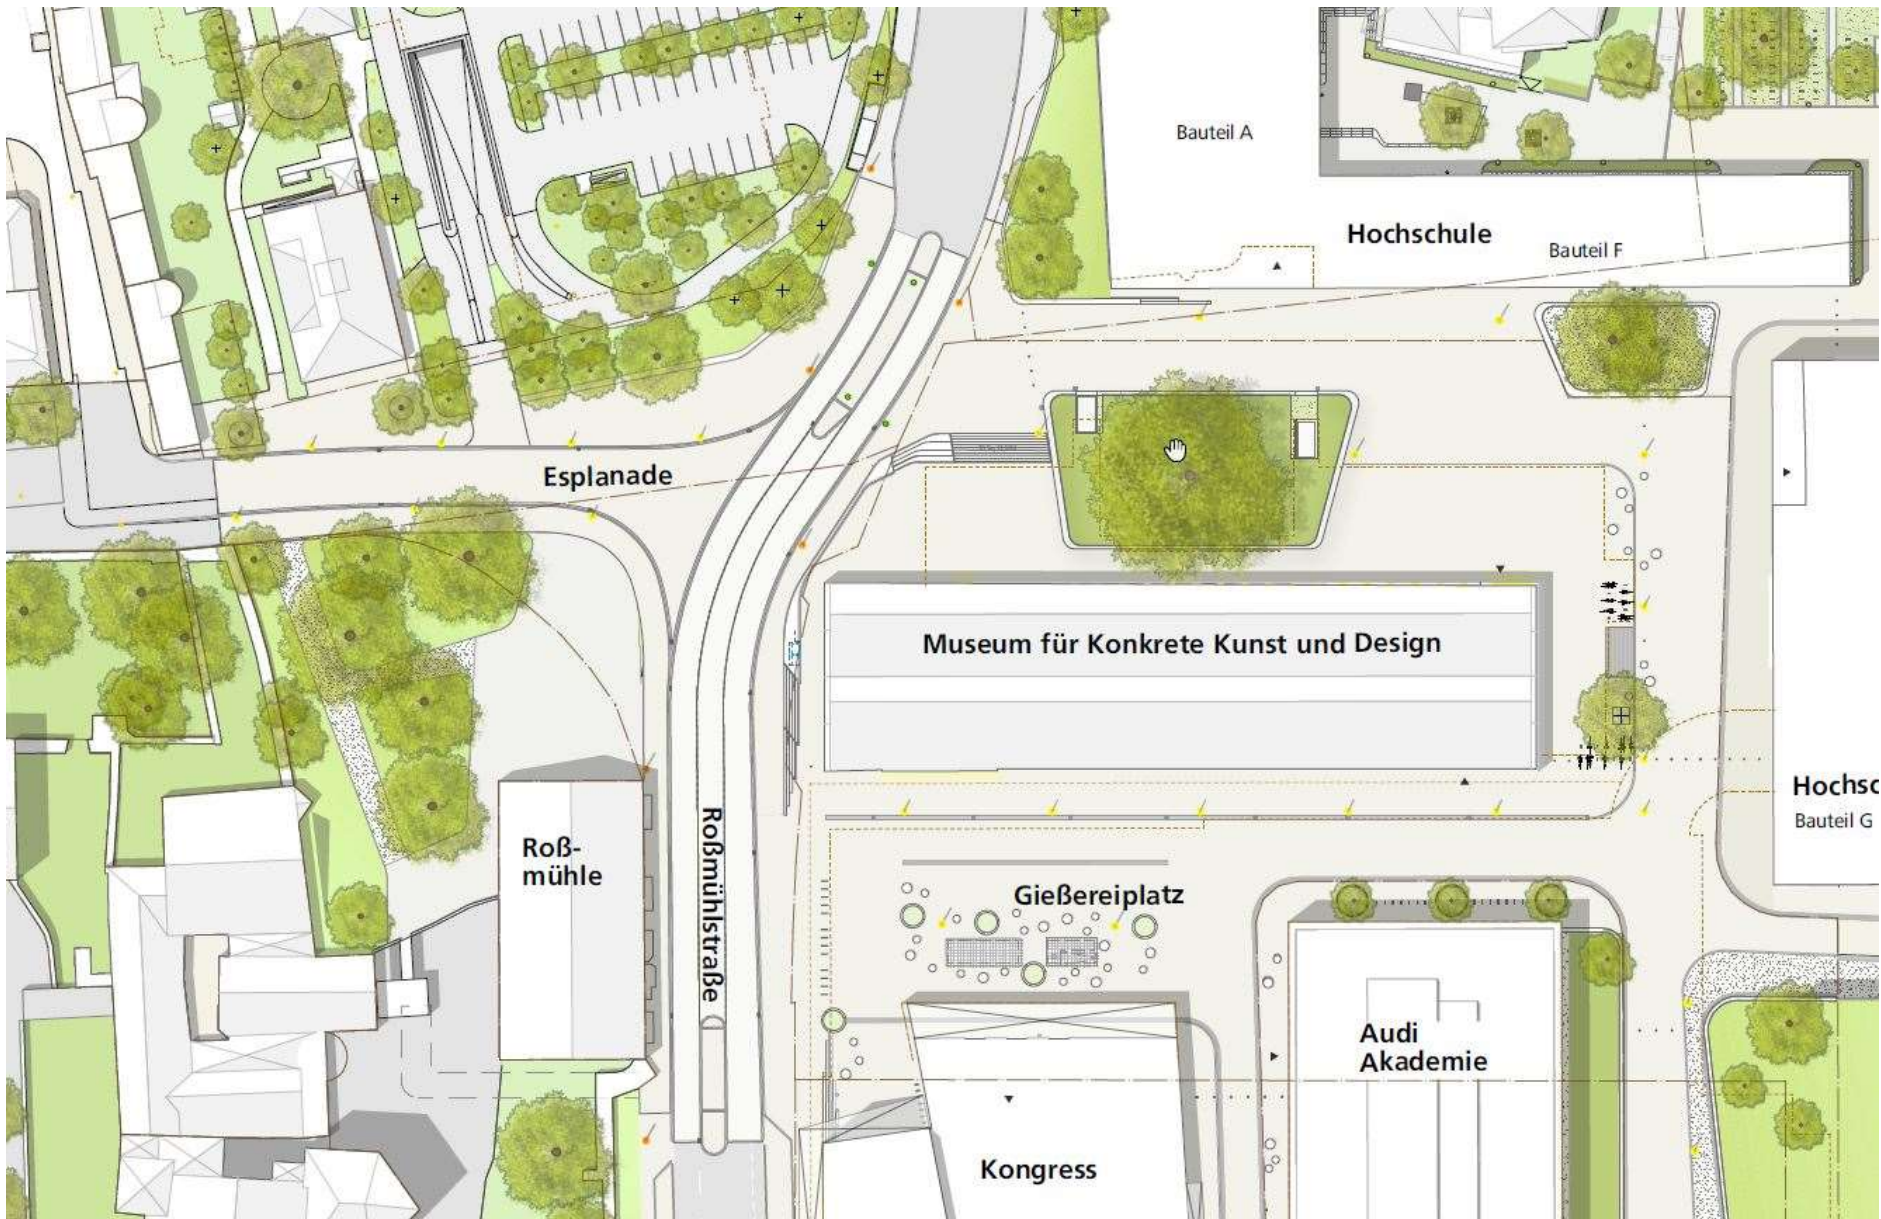 Bauteil A
Hochschule
Bauteil F
Esplanade
Museum für Konkrete Kunst und Design
Hochsc
Bauteil G
Roßmühlstraße
Roß-
mühle
Gießereiplatz
Audi
Akademie
Kongress